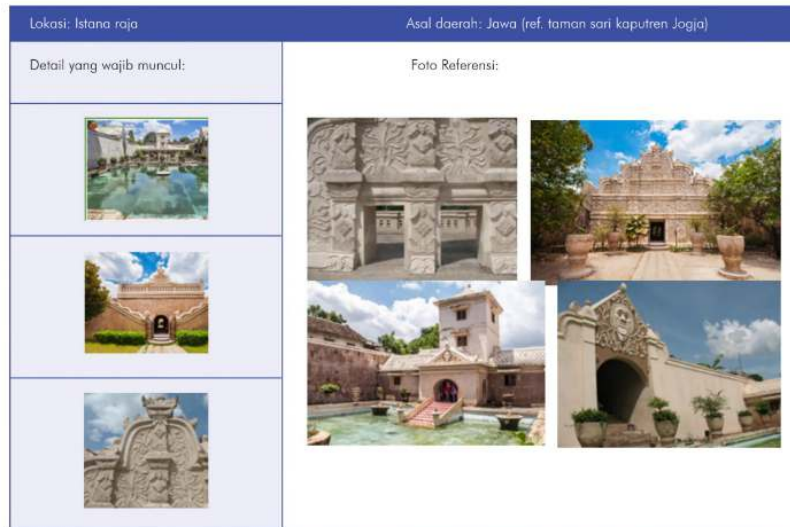 Lokasi: Istana raja
Asal daerah: Jawa (ref. taman sari kaputren Jogja)
Detail yang wajib muncul:
Foto Referensi: